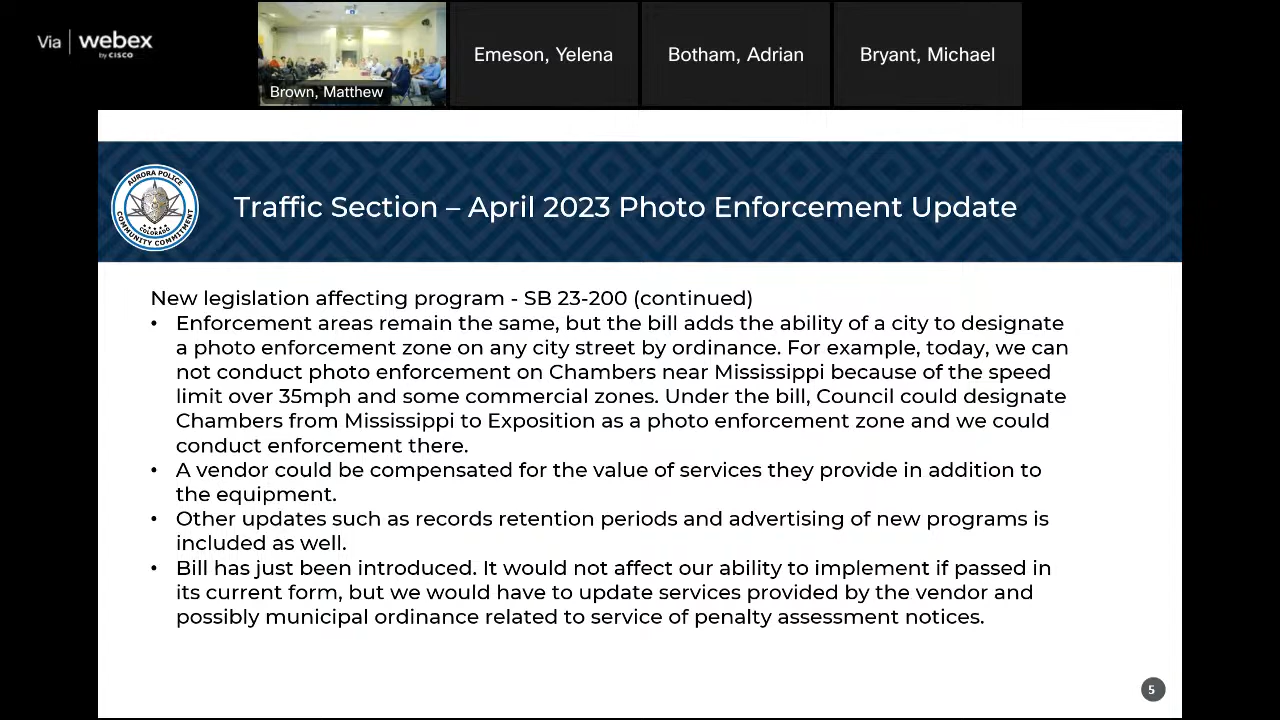 Via | webex
by CISCO
Brown, Matthew
Emeson, Yelena
Botham, Adrian
Bryant, Michael
AURORA POLICE
COLORADO
COMMUNITY COMMITMENT
Traffic Section – April 2023 Photo Enforcement Update
New legislation affecting program - SB 23-200 (continued)
• Enforcement areas remain the same, but the bill adds the ability of a city to designate
a photo enforcement zone on any city street by ordinance. For example, today, we can
not conduct photo enforcement on Chambers near Mississippi because of the speed
limit over 35mph and some commercial zones. Under the bill, Council could designate
Chambers from Mississippi to Exposition as a photo enforcement zone and we could
conduct enforcement there.
• A vendor could be compensated for the value of services they provide in addition to
the equipment.
• Other updates such as records retention periods and advertising of new programs is
included as well.
• Bill has just been introduced. It would not affect our ability to implement if passed in
its current form, but we would have to update services provided by the vendor and
possibly municipal ordinance related to service of penalty assessment notices.
5